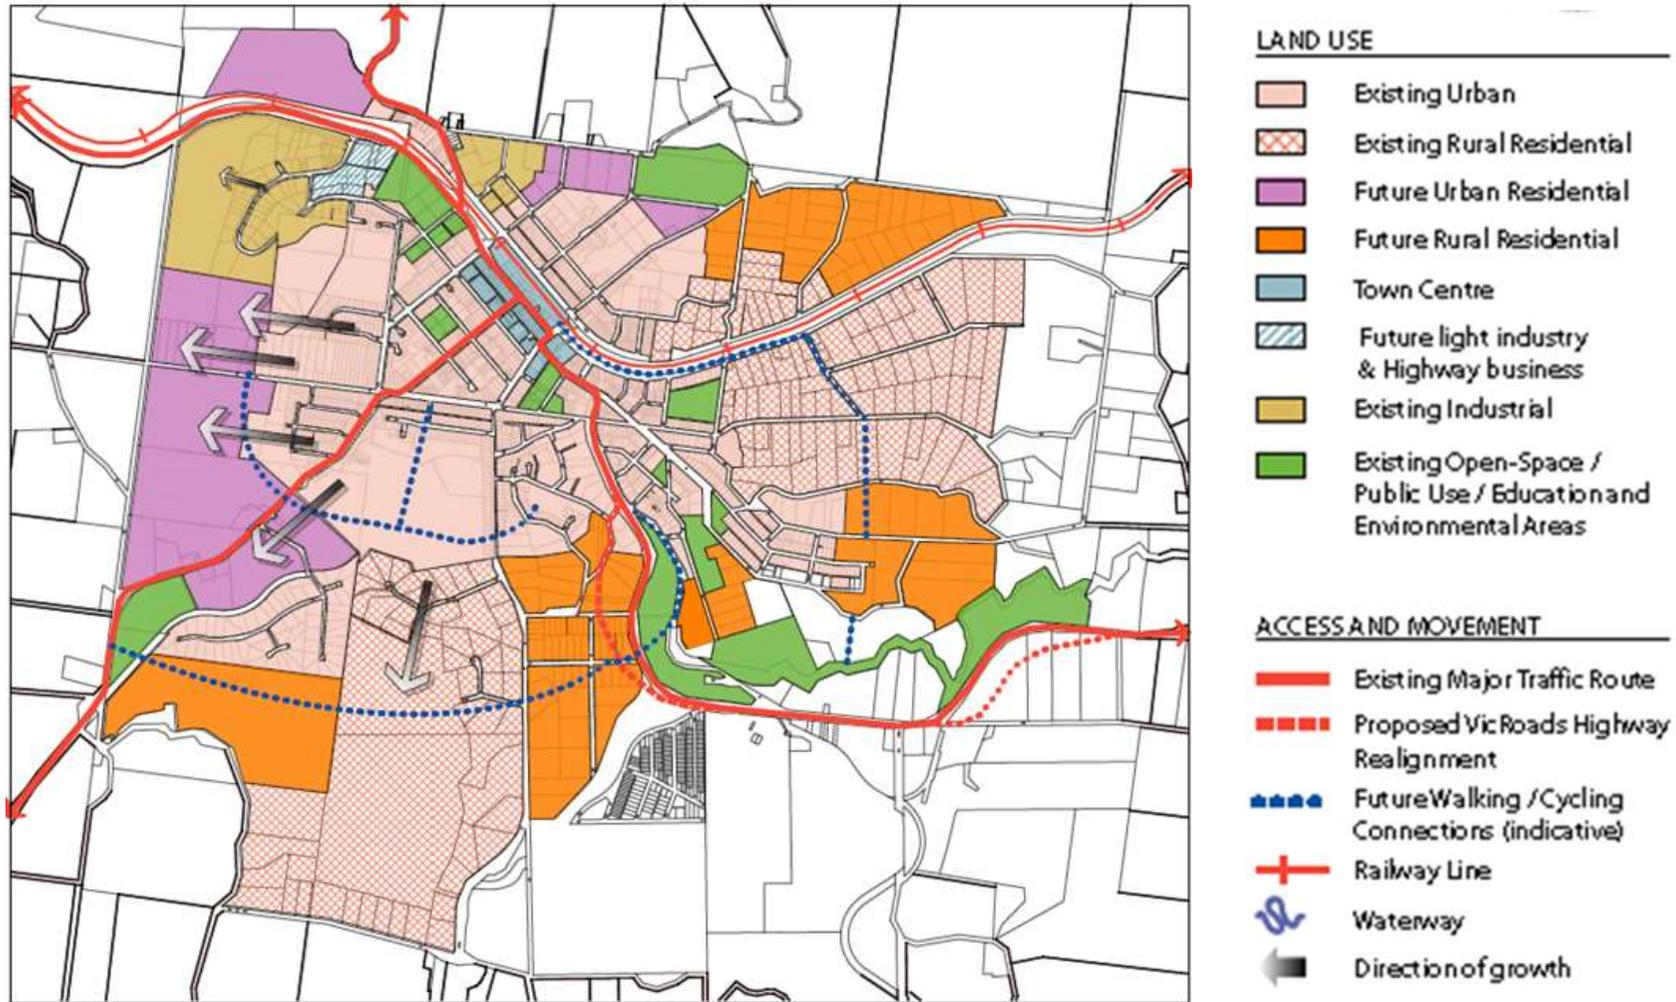 LAND USE
Existing Urban
Existing Rural Residential
Future Urban Residential
Future Rural Residential
Town Centre
Future light industry
& Highway business
Existing Industrial
Existing Open-Space /
Public Use / Education and
Environmental Areas
ACCESS AND MOVEMENT
Existing Major Traffic Route
Proposed VicRoads Highway
Realignment
Future Walking / Cycling
Connections (indicative)
Railway Line
Waterway
Direction of growth